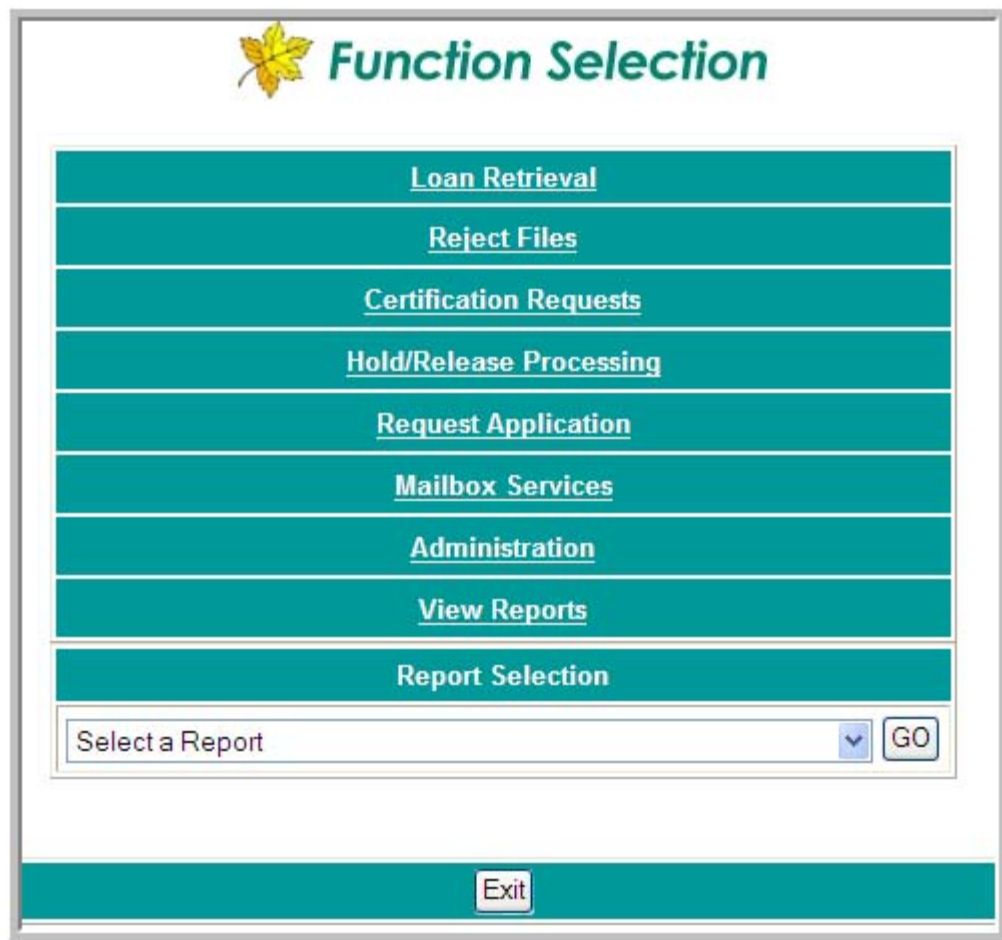 Function Selection
Loan Retrieval
Reject Files
Certification Requests
Hold/Release Processing
Request Application
Mailbox Services
Administration
View Reports
Report Selection
Select a Report GO
Exit